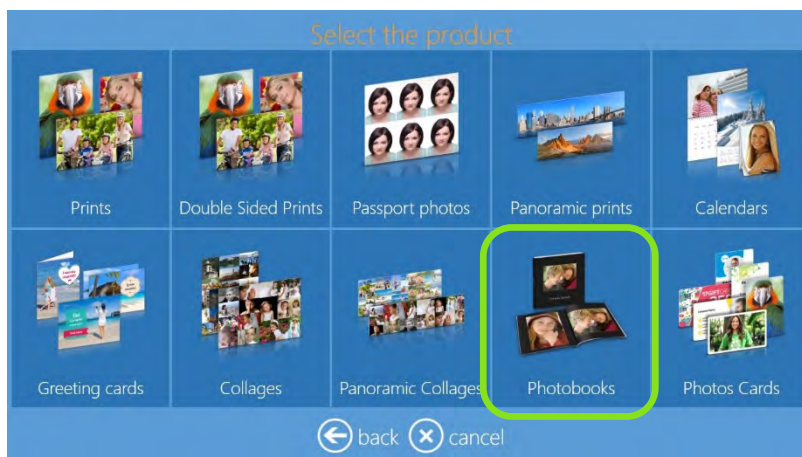 Select the product
Prints
Double Sided Prints
Passport photos
Panoramic prints
Calendars
Greeting cards
Collages
Panoramic Collages
Photobooks
Photos Cards
back cancel